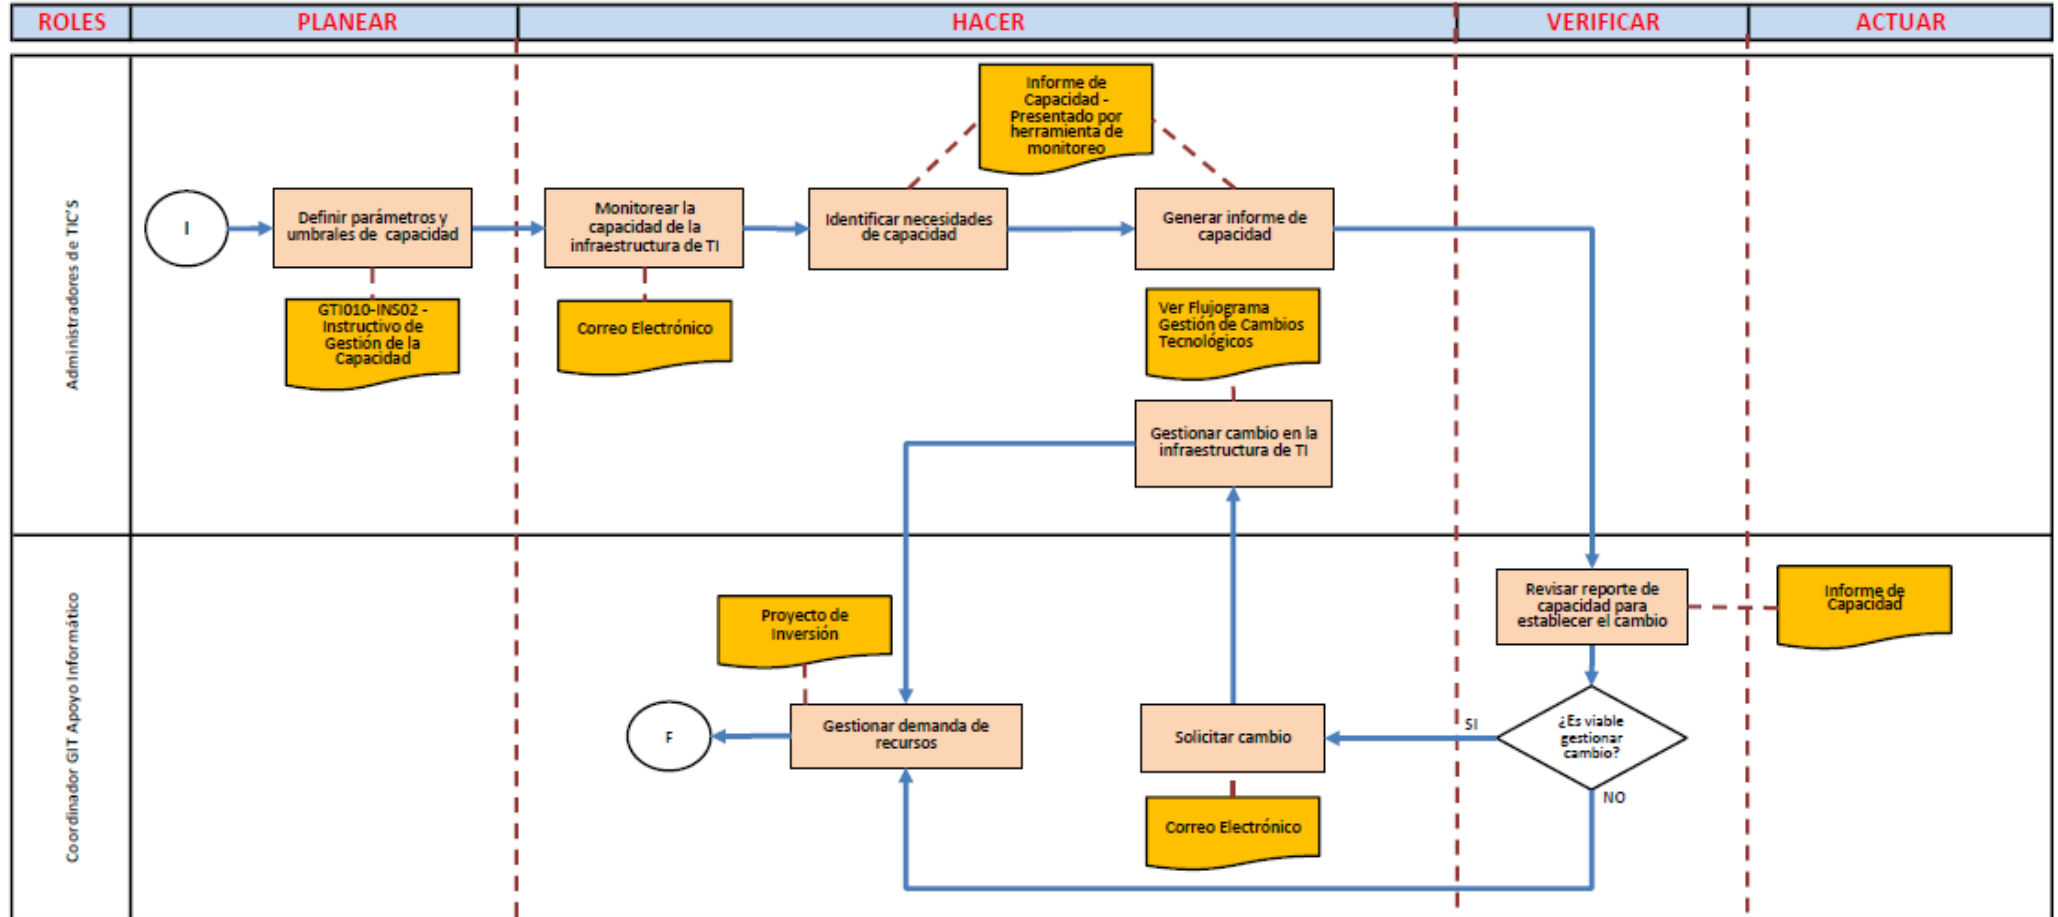 ROLES
PLANEAR
HACER
VERIFICAR
ACTUAR
Administradores de TIC'S
I
Definir parámetros y
umbrales de capacidad
GTI010-INS02 -
Instructivo de
Gestión de la
Capacidad
Monitorear la
capacidad de la
infraestructura de TI
Correo Electrónico
Identificar necesidades
de capacidad
Informe de
Capacidad -
Presentado por
herramienta de
monitoreo
Generar informe de
capacidad
Ver Flujograma
Gestión de Cambios
Tecnológicos
Gestionar cambio en la
infraestructura de TI
Coordinador GIT Apoyo Informático
Revisar reporte de
capacidad para
establecer el cambio
Informe de
Capacidad
¿Es viable
gestionar
cambio?
SI
NO
Solicitar cambio
Correo Electrónico
Proyecto de
Inversión
Gestionar demanda de
recursos
F